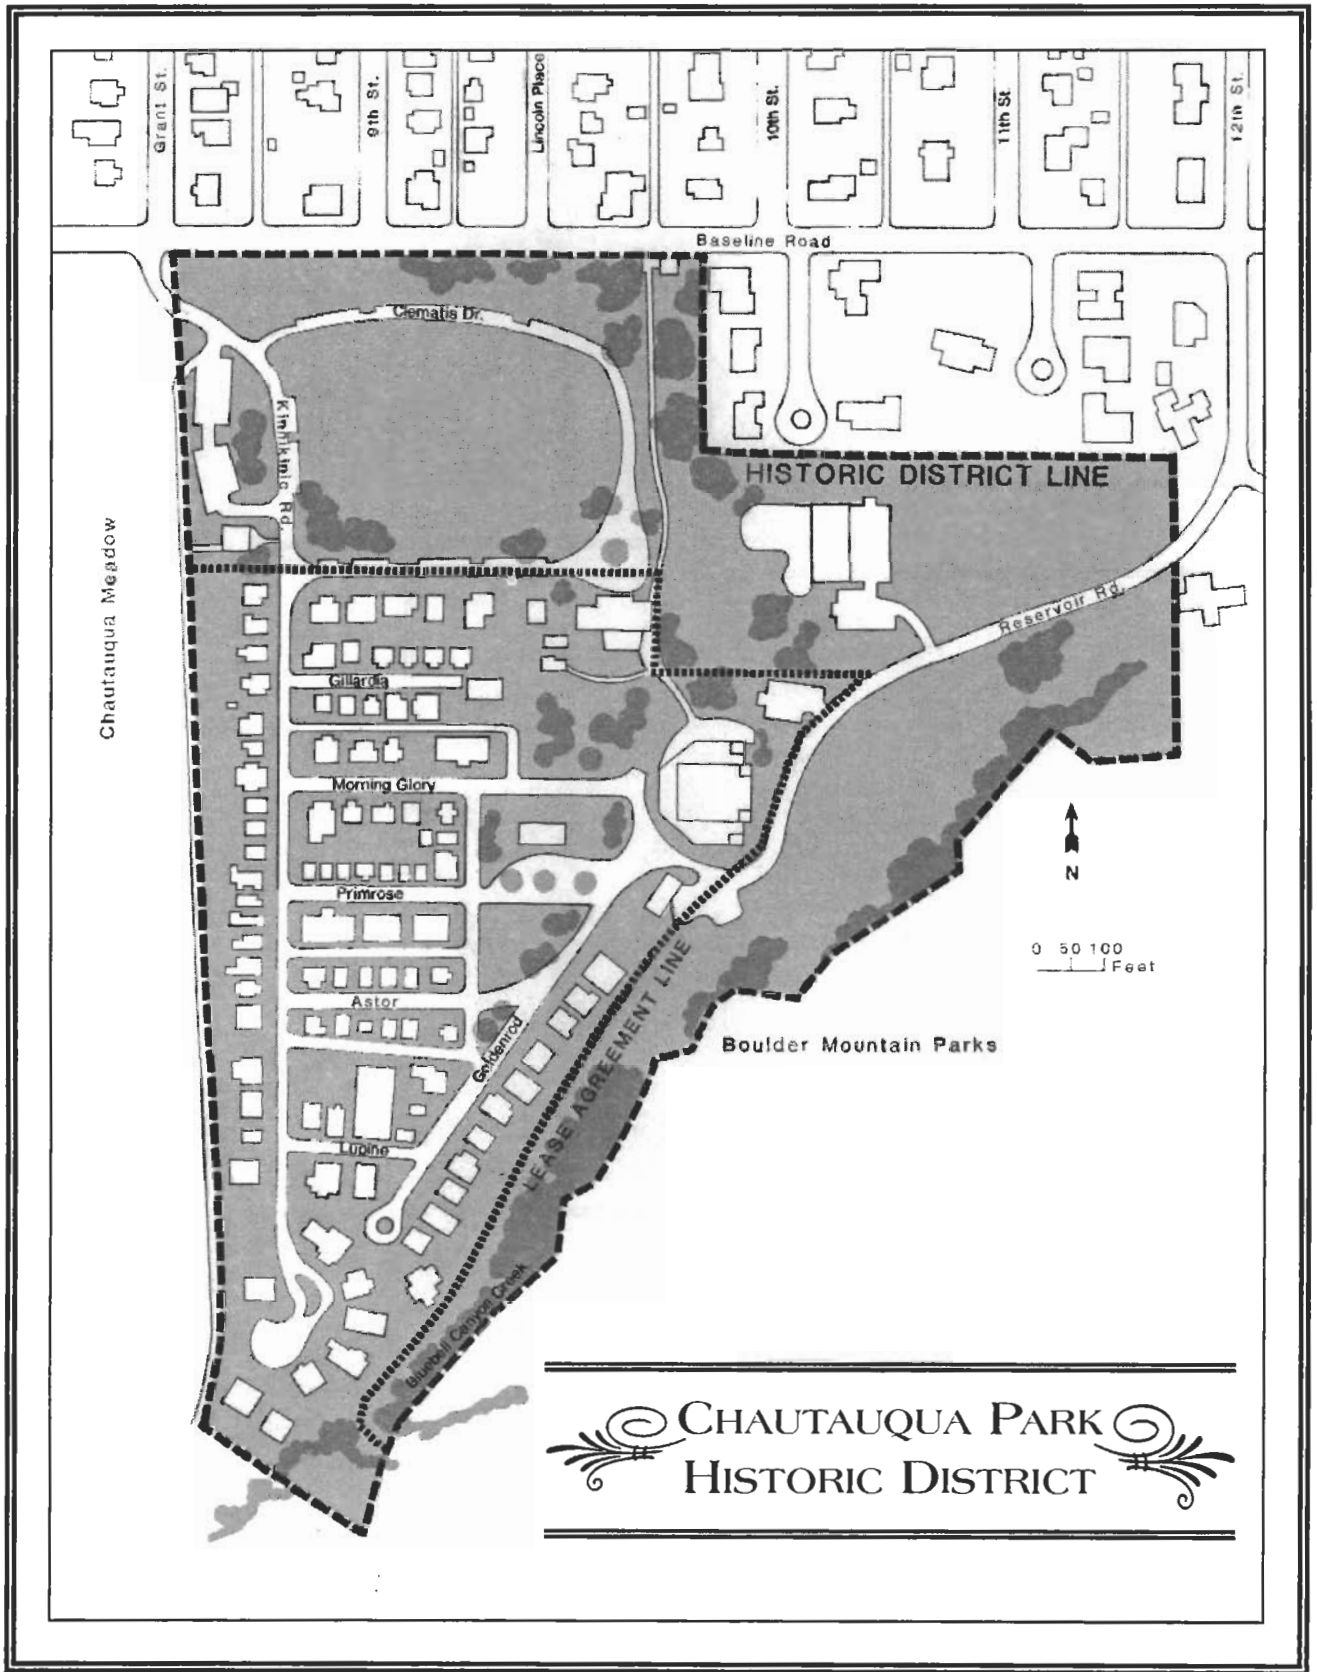 Grant St.
9th St.
Lincoln Place
10th St.
11th St.
12th St.
Baseline Road
Clematis Dr.
Kinnikinic Rd.
HISTORIC DISTRICT LINE
Chautauqua Meadow
Reservoir Rd.
Gillardia
Morning Glory
Primrose
N
0 50 100
Feet
Astor
Goldenrod
LEASE AGREEMENT LINE
Boulder Mountain Parks
Lupine
Bluebell Canyon Creek
CHAUTAUQUA PARK
HISTORIC DISTRICT